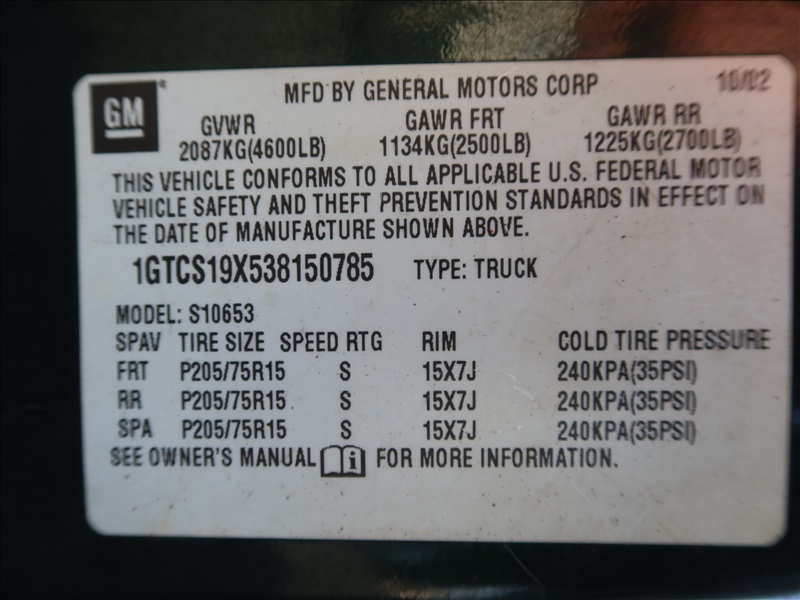 GM
MFD BY GENERAL MOTORS CORP 10/02
GVWR GAWR FRT GAWR RR
2087KG(4600LB) 1134KG(2500LB) 1225KG(2700LB)
THIS VEHICLE CONFORMS TO ALL APPLICABLE U.S. FEDERAL MOTOR
VEHICLE SAFETY AND THEFT PREVENTION STANDARDS IN EFFECT ON
THE DATE OF MANUFACTURE SHOWN ABOVE.
1GTCS19X538150785 TYPE: TRUCK
MODEL: S10653
SPAV TIRE SIZE SPEED RTG RIM COLD TIRE PRESSURE
FRT P205/75R15 S 15X7J 240KPA(35PSI)
RR P205/75R15 S 15X7J 240KPA(35PSI)
SPA P205/75R15 S 15X7J 240KPA(35PSI)
SEE OWNER'S MANUAL i FOR MORE INFORMATION.